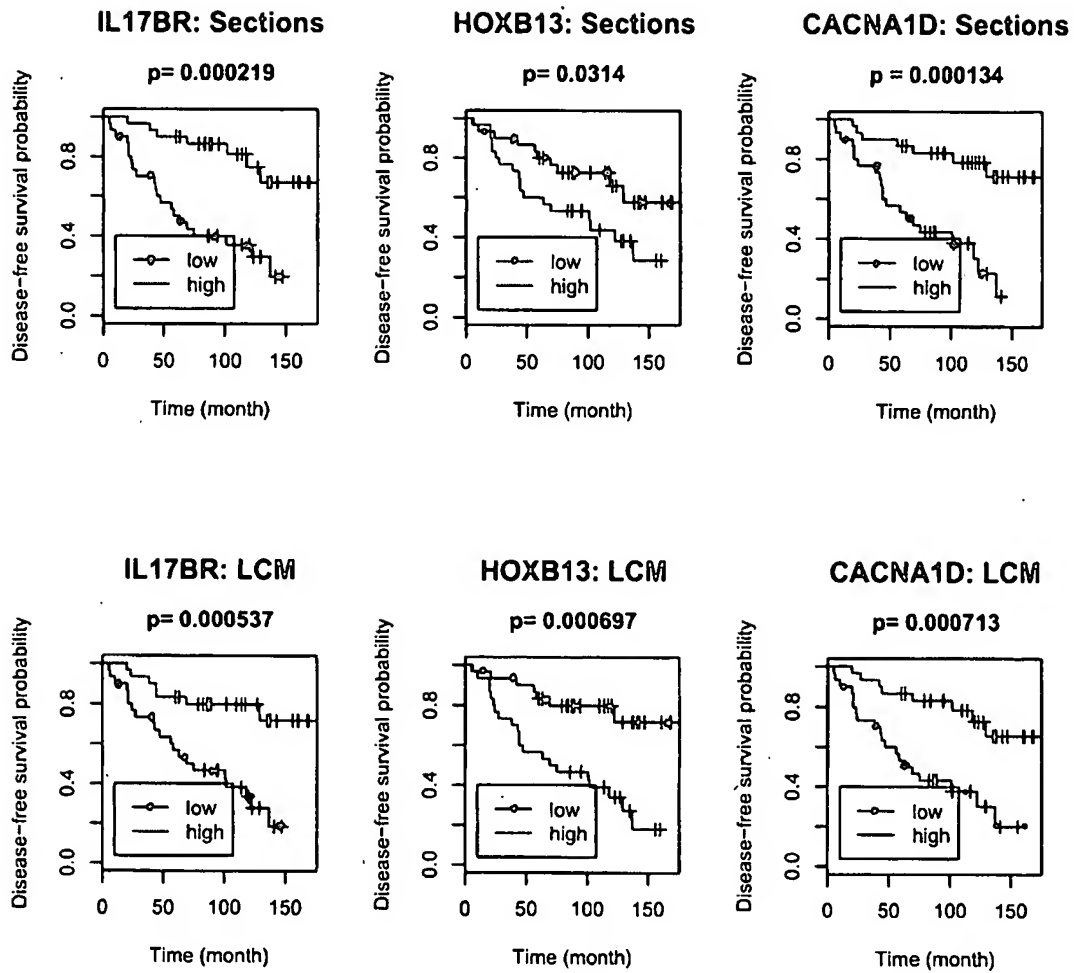 IL17BR: Sections
p= 0.000219
Disease-free survival probability
0.8
0.4
0.0
low
high
0 50 100 150
Time (month)
HOXB13: Sections
p= 0.0314
Disease-free survival probability
0.8
0.4
0.0
low
high
0 50 100 150
Time (month)
CACNA1D: Sections
p = 0.000134
Disease-free survival probability
0.8
0.4
0.0
low
high
0 50 100 150
Time (month)
IL17BR: LCM
p= 0.000537
Disease-free survival probability
0.8
0.4
0.0
low
high
0 50 100 150
Time (month)
HOXB13: LCM
p= 0.000697
Disease-free survival probability
0.8
0.4
0.0
low
high
0 50 100 150
Time (month)
CACNA1D: LCM
p= 0.000713
Disease-free survival probability
0.8
0.4
0.0
low
high
0 50 100 150
Time (month)